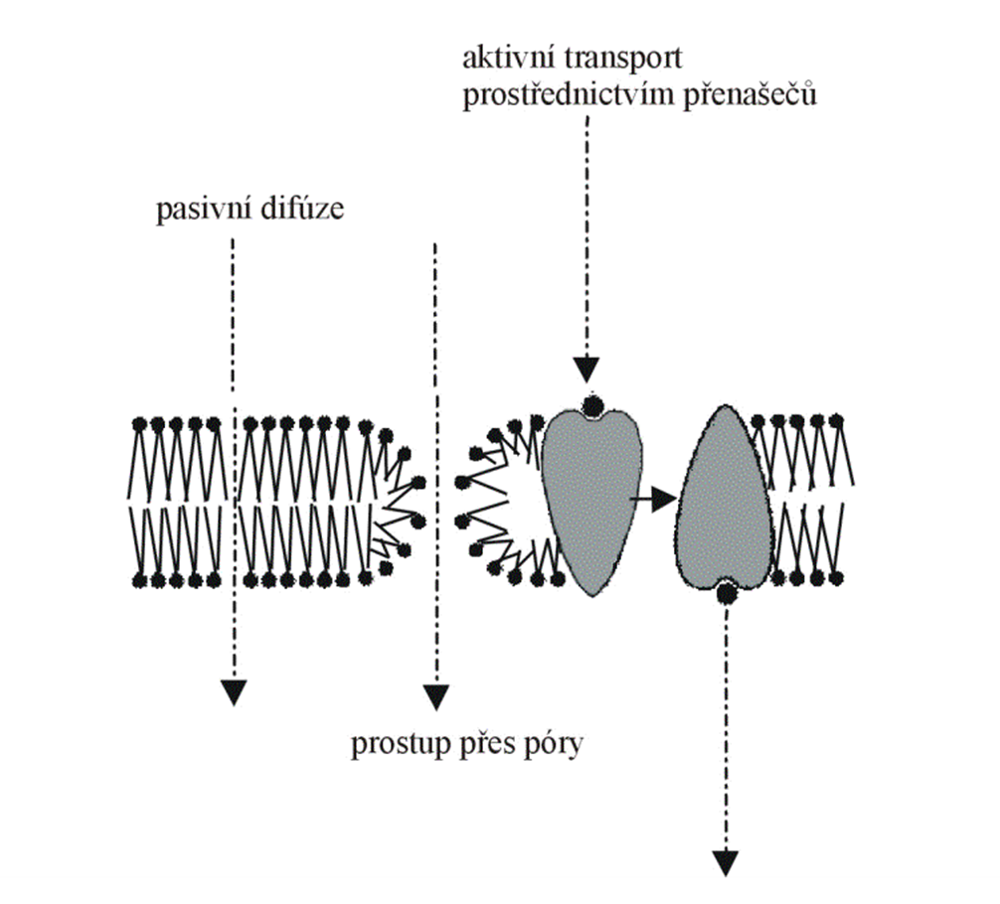 aktivní transport
prostřednictvím přenašečů
pasivní difúze
prostup přes póry